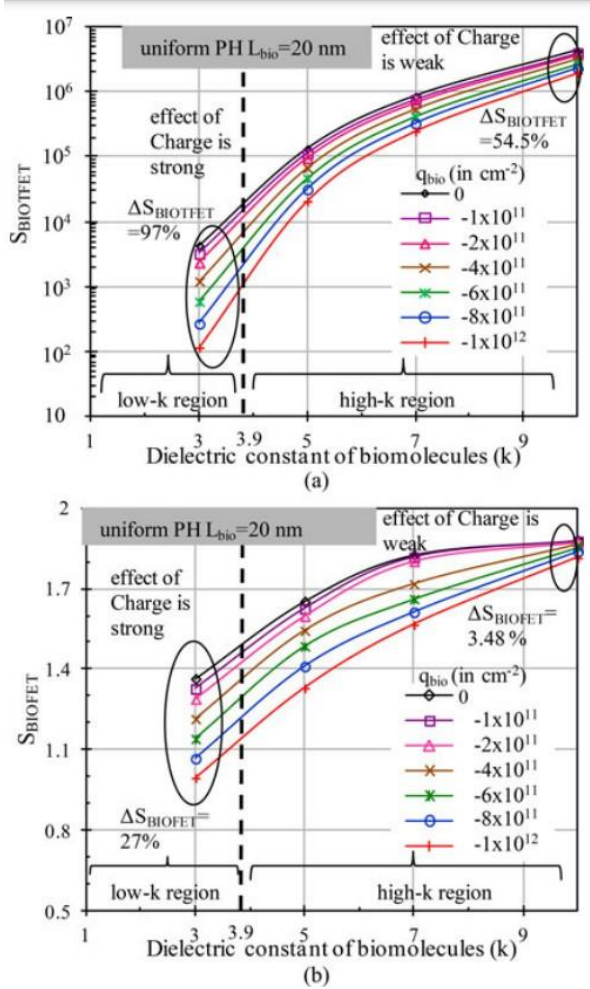 10⁷
uniform PH L_bio=20 nm
effect of Charge
is weak
10⁶
effect of
Charge is
strong
ΔS_BIOTFET
=54.5%
10⁵
S_BIOTFET
q_bio (in cm⁻²)
0
10⁴
ΔS_BIOTFET
=97%
-1x10¹¹
-2x10¹¹
10³
-4x10¹¹
-6x10¹¹
-8x10¹¹
10²
-1x10¹²
low-k region
high-k region
10
1 3 3.9 5 7 9
Dielectric constant of biomolecules (k)
(a)
2
uniform PH L_bio=20 nm
effect of Charge is
weak
1.7
effect of
Charge is
strong
ΔS_BIOFET=
3.48 %
1.4
S_BIOFET
q_bio (in cm⁻²)
0
-1x10¹¹
1.1
-2x10¹¹
-4x10¹¹
ΔS_BIOFET=
27%
0.8
-6x10¹¹
-8x10¹¹
-1x10¹²
low-k region
high-k region
0.5
1 3 3.9 5 7 9
Dielectric constant of biomolecules (k)
(b)